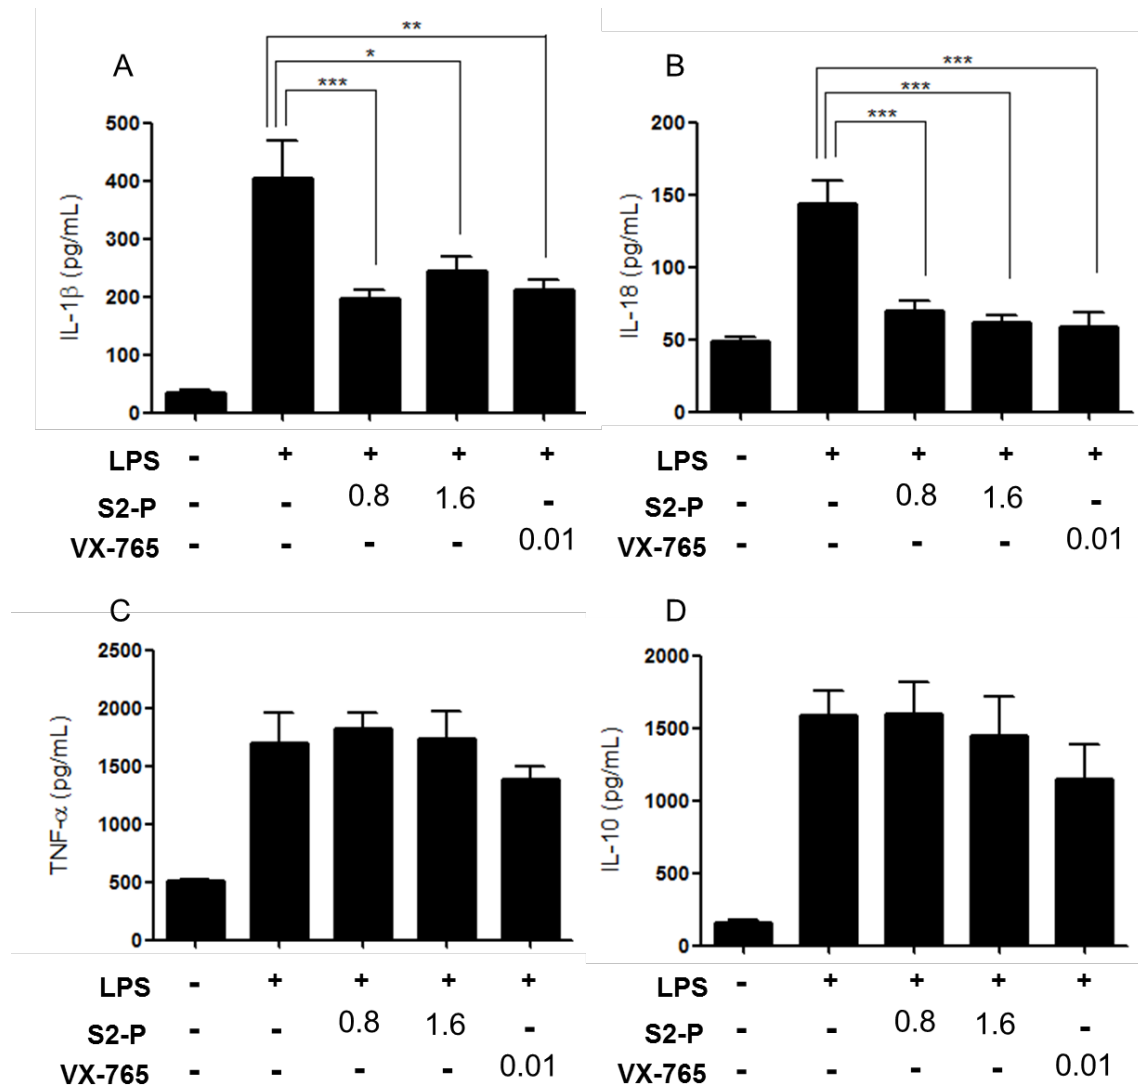 A
**
*
***
500
400
300
200
100
0
IL-1β (pg/mL)
LPS - + + + +
S2-P - - 0.8 1.6 -
VX-765 - - - - 0.01
B
***
***
***
200
150
100
50
0
IL-18 (pg/mL)
LPS - + + + +
S2-P - - 0.8 1.6 -
VX-765 - - - - 0.01
C
2500
2000
1500
1000
500
0
TNF-α (pg/mL)
LPS - + + + +
S2-P - - 0.8 1.6 -
VX-765 - - - - 0.01
D
2000
1500
1000
500
0
IL-10 (pg/mL)
LPS - + + + +
S2-P - - 0.8 1.6 -
VX-765 - - - - 0.01